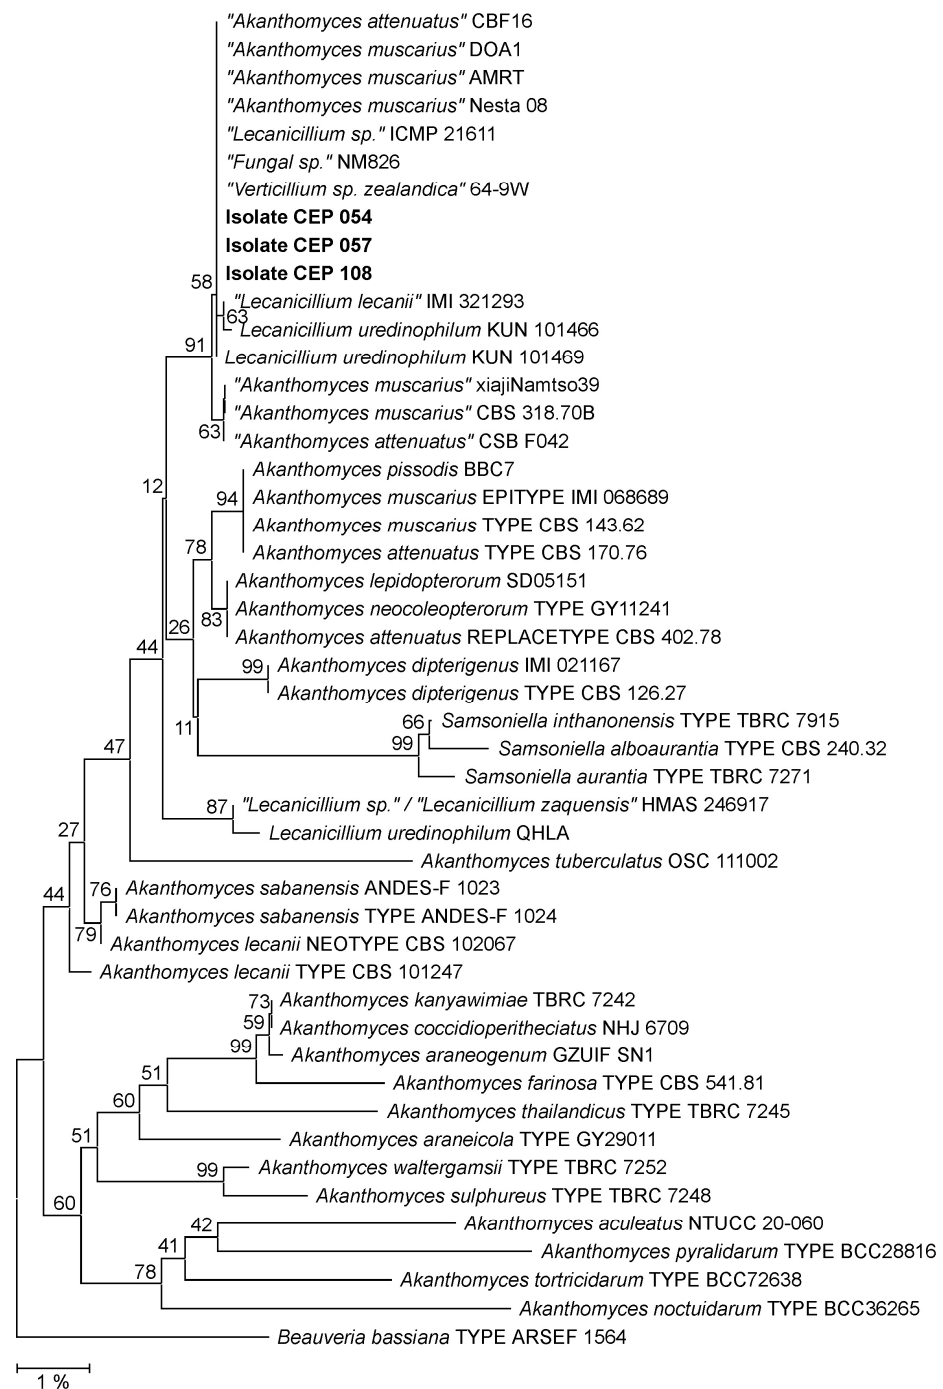 "Akanthomyces attenuatus" CBF16
"Akanthomyces muscarius" DOA1
"Akanthomyces muscarius" AMRT
"Akanthomyces muscarius" Nesta 08
"Lecanicillium sp." ICMP 21611
"Fungal sp." NM826
"Verticillium sp. zealandica" 64-9W
Isolate CEP 054
Isolate CEP 057
Isolate CEP 108
58
"Lecanicillium lecanii" IMI 321293
63
Lecanicillium uredinophilum KUN 101466
91
Lecanicillium uredinophilum KUN 101469
"Akanthomyces muscarius" xiajiNamtso39
"Akanthomyces muscarius" CBS 318.70B
63
"Akanthomyces attenuatus" CSB F042
Akanthomyces pissodis BBC7
12
94
Akanthomyces muscarius EPITYPE IMI 068689
Akanthomyces muscarius TYPE CBS 143.62
78
Akanthomyces attenuatus TYPE CBS 170.76
Akanthomyces lepidopterorum SD05151
Akanthomyces neocoleopterorum TYPE GY11241
83
26
Akanthomyces attenuatus REPLACETYPE CBS 402.78
44
99
Akanthomyces dipterigenus IMI 021167
Akanthomyces dipterigenus TYPE CBS 126.27
66
Samsoniella inthanonensis TYPE TBRC 7915
11
99
Samsoniella alboaurantia TYPE CBS 240.32
47
Samsoniella aurantia TYPE TBRC 7271
87
"Lecanicillium sp." / "Lecanicillium zaquensis" HMAS 246917
27
Lecanicillium uredinophilum QHLA
Akanthomyces tuberculatus OSC 111002
44
76
Akanthomyces sabanensis ANDES-F 1023
Akanthomyces sabanensis TYPE ANDES-F 1024
79
Akanthomyces lecanii NEOTYPE CBS 102067
Akanthomyces lecanii TYPE CBS 101247
73
Akanthomyces kanyawimiae TBRC 7242
59
Akanthomyces coccidioperitheciatus NHJ 6709
99
Akanthomyces araneogenum GZUIF SN1
51
Akanthomyces farinosa TYPE CBS 541.81
60
Akanthomyces thailandicus TYPE TBRC 7245
51
Akanthomyces araneicola TYPE GY29011
99
Akanthomyces waltergamsii TYPE TBRC 7252
60
Akanthomyces sulphureus TYPE TBRC 7248
42
Akanthomyces aculeatus NTUCC 20-060
41
Akanthomyces pyralidarum TYPE BCC28816
78
Akanthomyces tortricidarum TYPE BCC72638
Akanthomyces noctuidarum TYPE BCC36265
Beauveria bassiana TYPE ARSEF 1564
1 %